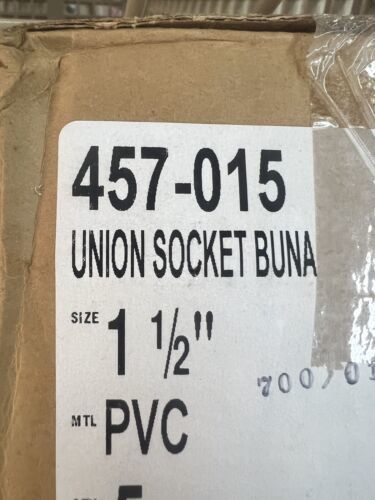 457-015
UNION SOCKET BUNA
SIZE 1 ½"
700/01
MTL PVC